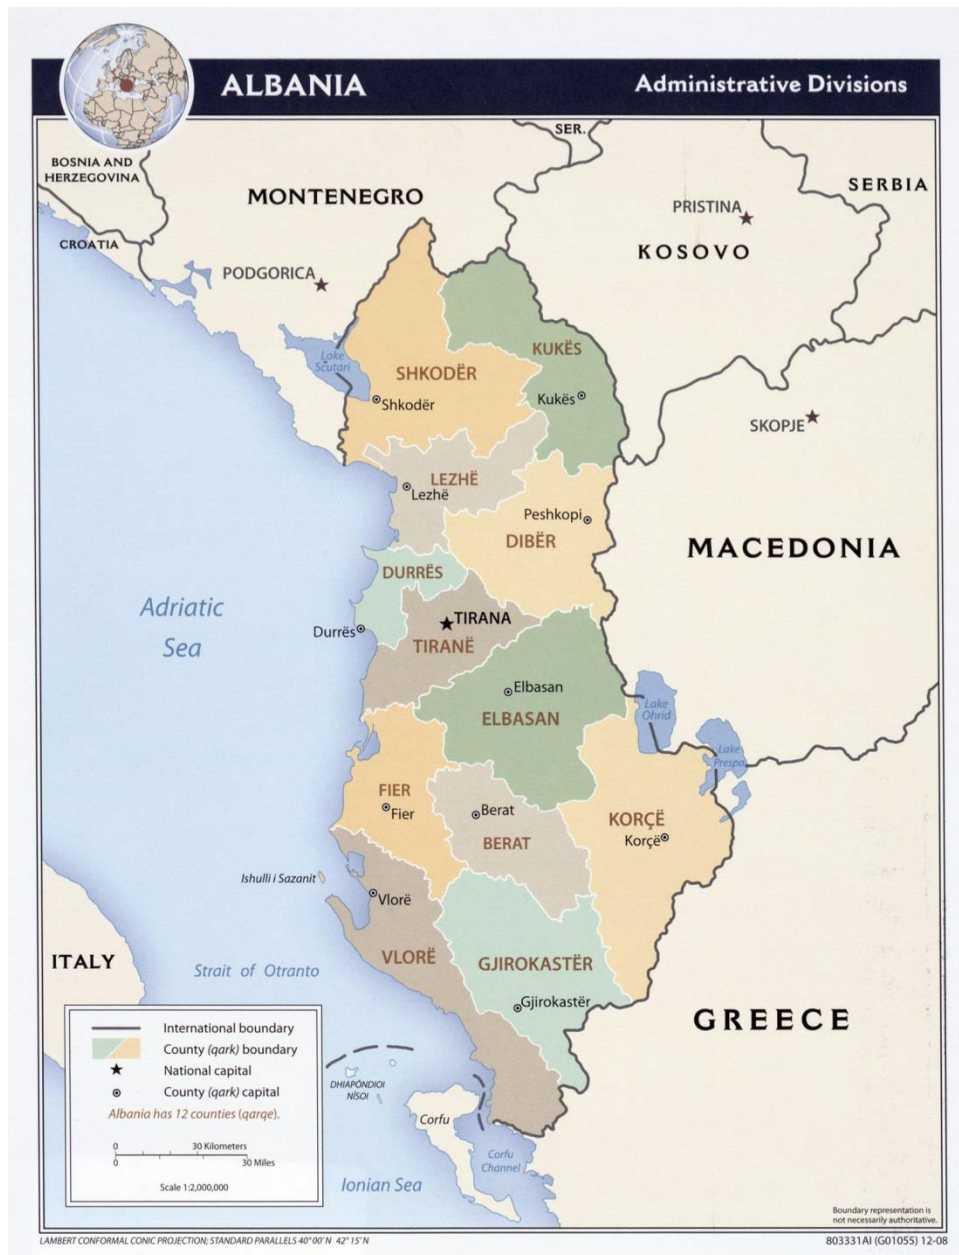 ALBANIA
Administrative Divisions
SER.
BOSNIA AND
HERZEGOVINA
MONTENEGRO
SERBIA
PRISTINA
CROATIA
KOSOVO
PODGORICA
KUKËS
Lake
Scutari
SHKODËR
Kukës
Shkodër
SKOPJE
LEZHË
Lezhë
Peshkopi
DIBËR
MACEDONIA
DURRËS
Adriatic
Sea
TIRANA
Durrës
TIRANË
Elbasan
ELBASAN
Lake
Ohrid
Lake
Prespa
FIER
Fier
Berat
BERAT
KORÇË
Korçë
Ishulli i Sazanit
Vlorë
VLORË
ITALY
Strait of Otranto
GJIROKASTËR
Gjirokastër
GREECE
International boundary
County (qark) boundary
National capital
County (qark) capital
Albania has 12 counties (qarqe).
0 30 Kilometers
0 30 Miles
Scale 1:2,000,000
DHIAPÓNDIOI
NÍSOI
Corfu
Corfu
Channel
Ionian Sea
Boundary representation is
not necessarily authoritative.
LAMBERT CONFORMAL CONIC PROJECTION; STANDARD PARALLELS 40°00'N 42°15'N
803331AI (G01055) 12-08